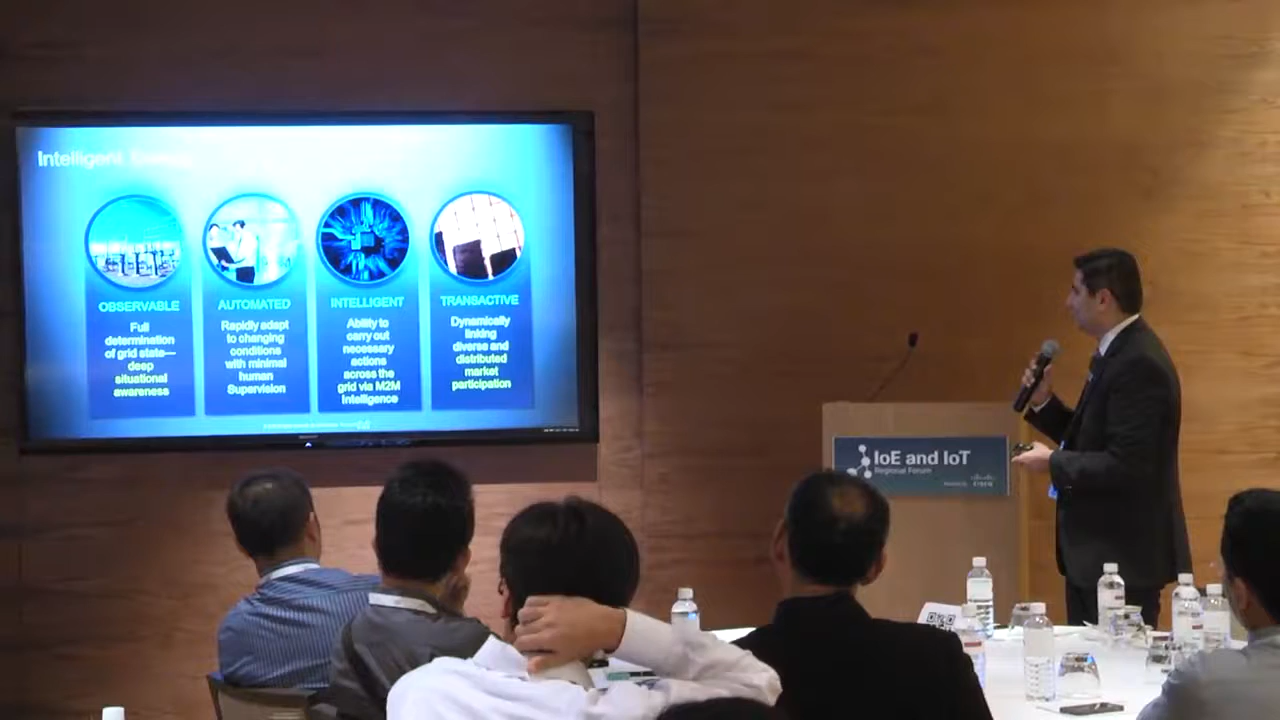 Intelligent
OBSERVABLE
Full
determination
of grid state—
deep
situational
awareness
AUTOMATED
Rapidly adapt
to changing
conditions
with minimal
human
Supervision
INTELLIGENT
Ability to
carry out
necessary
actions
across the
grid via M2M
Intelligence
TRANSACTIVE
Dynamically
linking
diverse and
distributed
market
participation
IoE and IoT
Regional Forum
CISCO